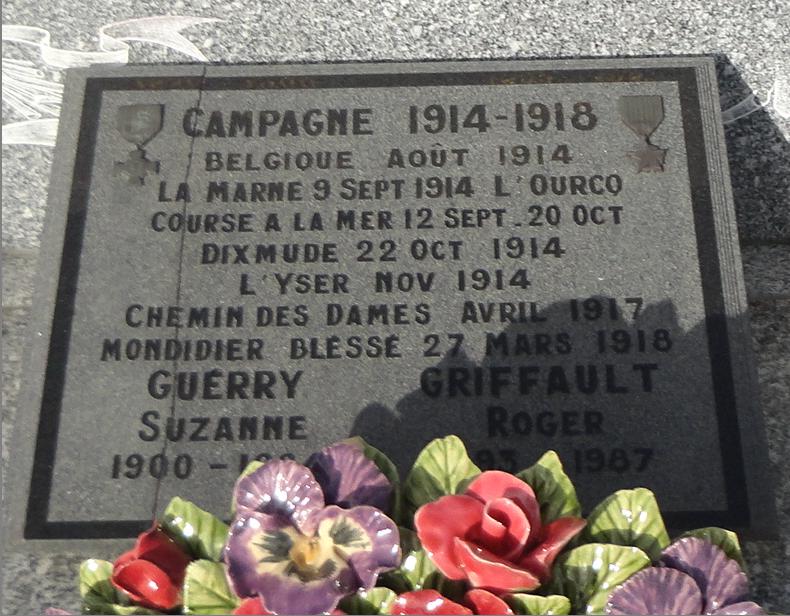 CAMPAGNE 1914-1918
BELGIQUE AOÛT 1914
LA MARNE 9 SEPT 1914 L'OURCQ
COURSE A LA MER 12 SEPT. 20 OCT
DIXMUDE 22 OCT 1914
L'YSER NOV 1914
CHEMIN DES DAMES AVRIL 1917
MONDIDIER BLESSÉ 27 MARS 1918
GUÉRRY GRIFFAULT
SUZANNE ROGER
1900 - 1987